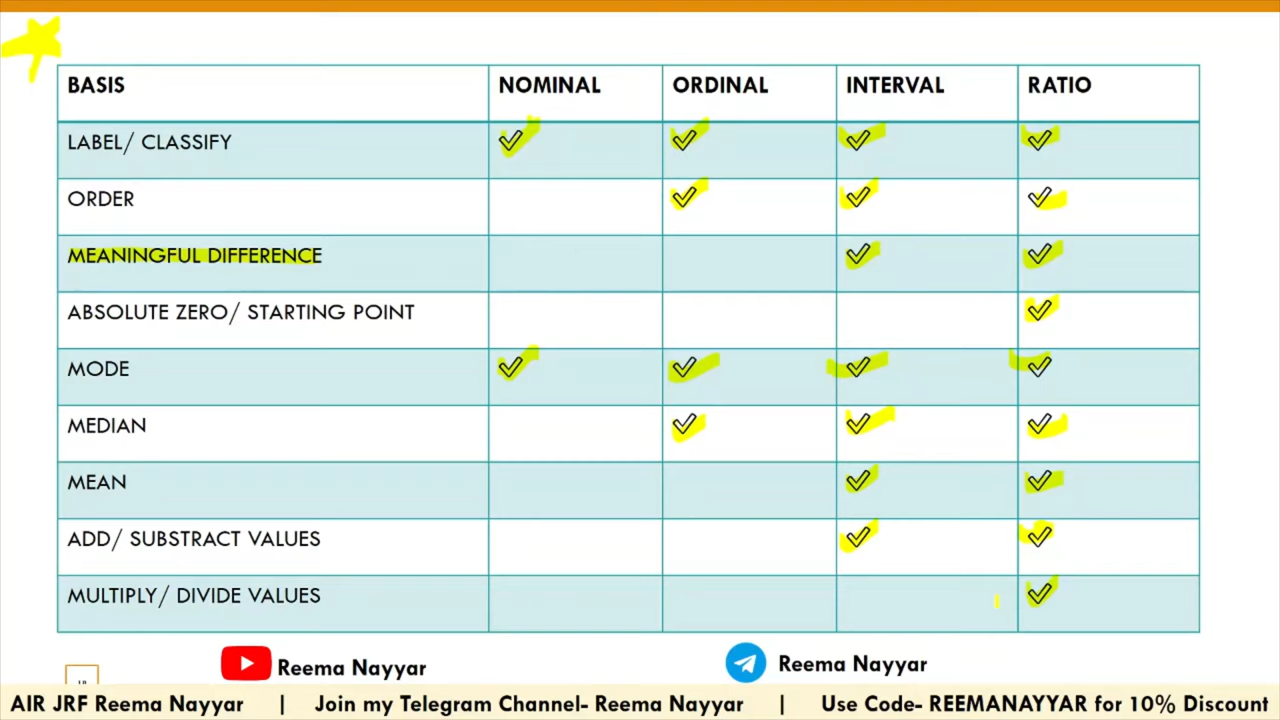 BASIS NOMINAL ORDINAL INTERVAL RATIO
LABEL/ CLASSIFY ✓ ✓ ✓ ✓
ORDER ✓ ✓ ✓
MEANINGFUL DIFFERENCE ✓ ✓
ABSOLUTE ZERO/ STARTING POINT ✓
MODE ✓ ✓ ✓ ✓
MEDIAN ✓ ✓ ✓
MEAN ✓ ✓
ADD/ SUBSTRACT VALUES ✓ ✓
MULTIPLY/ DIVIDE VALUES ✓
Reema Nayyar Reema Nayyar
AIR JRF Reema Nayyar | Join my Telegram Channel- Reema Nayyar | Use Code- REEMANAYYAR for 10% Discount